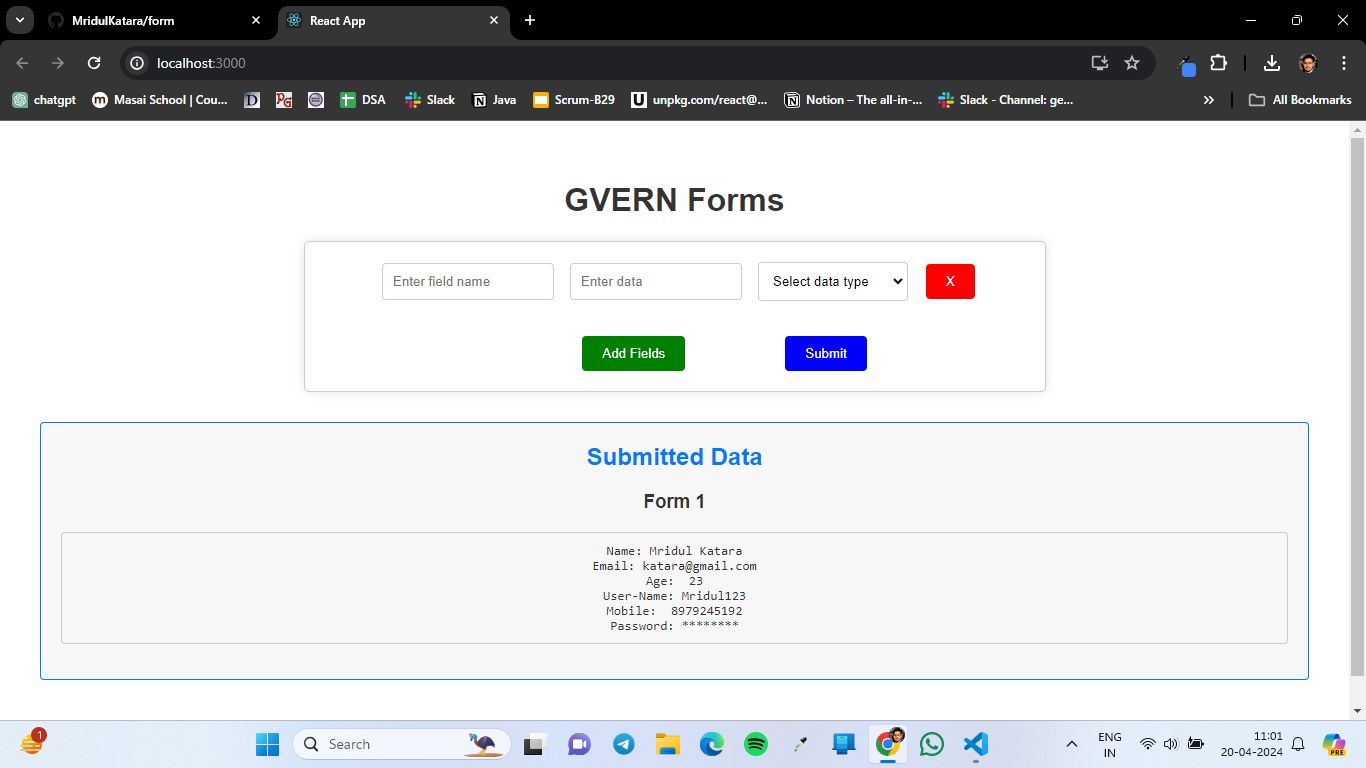 MridulKatara/form
React App
localhost:3000
chatgpt
Masai School | Cou...
DSA
Slack
Java
Scrum-B29
unpkg.com/react@...
Notion – The all-in-...
Slack - Channel: ge...
All Bookmarks
GVERN Forms
Enter field name
Enter data
Select data type
X
Add Fields
Submit
Submitted Data
Form 1
Name: Mridul Katara
Email: katara@gmail.com
Age:  23
User-Name: Mridul123
Mobile:  8979245192
Password: ********
1
Search
ENG
IN
11:01
20-04-2024
PRE